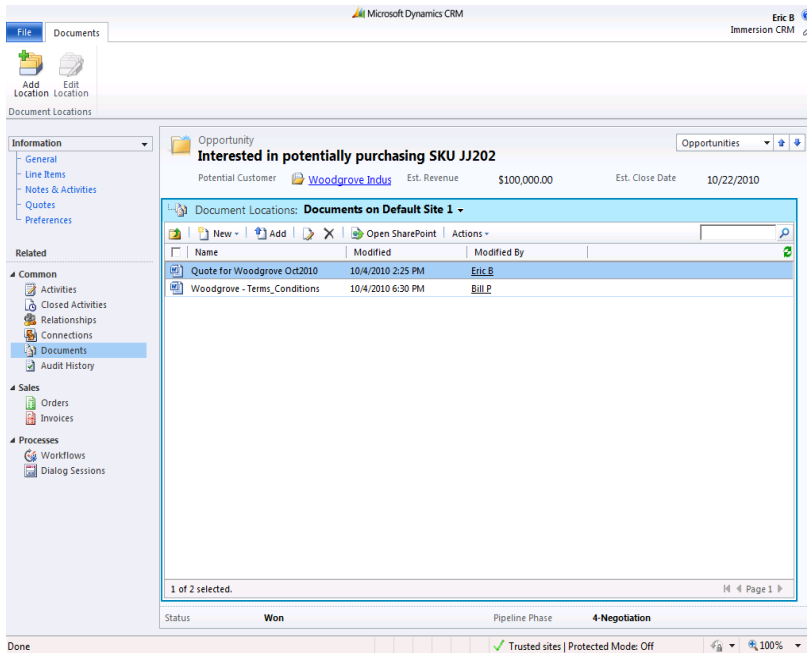 Microsoft Dynamics CRM
Eric B
Immersion CRM
File Documents
Add Location
Edit Location
Document Locations
Information
General
Line Items
Notes & Activities
Quotes
Preferences
Related
Common
Activities
Closed Activities
Relationships
Connections
Documents
Audit History
Sales
Orders
Invoices
Processes
Workflows
Dialog Sessions
Opportunity
Interested in potentially purchasing SKU JJ202
Opportunities
Potential Customer Woodgrove Indus Est. Revenue $100,000.00 Est. Close Date 10/22/2010
Document Locations: Documents on Default Site 1
New Add Open SharePoint Actions
Name Modified Modified By
Quote for Woodgrove Oct2010 10/4/2010 2:25 PM Eric B
Woodgrove - Terms_Conditions 10/4/2010 6:30 PM Bill P
1 of 2 selected. Page 1
Status Won Pipeline Phase 4-Negotiation
Done Trusted sites | Protected Mode: Off 100%